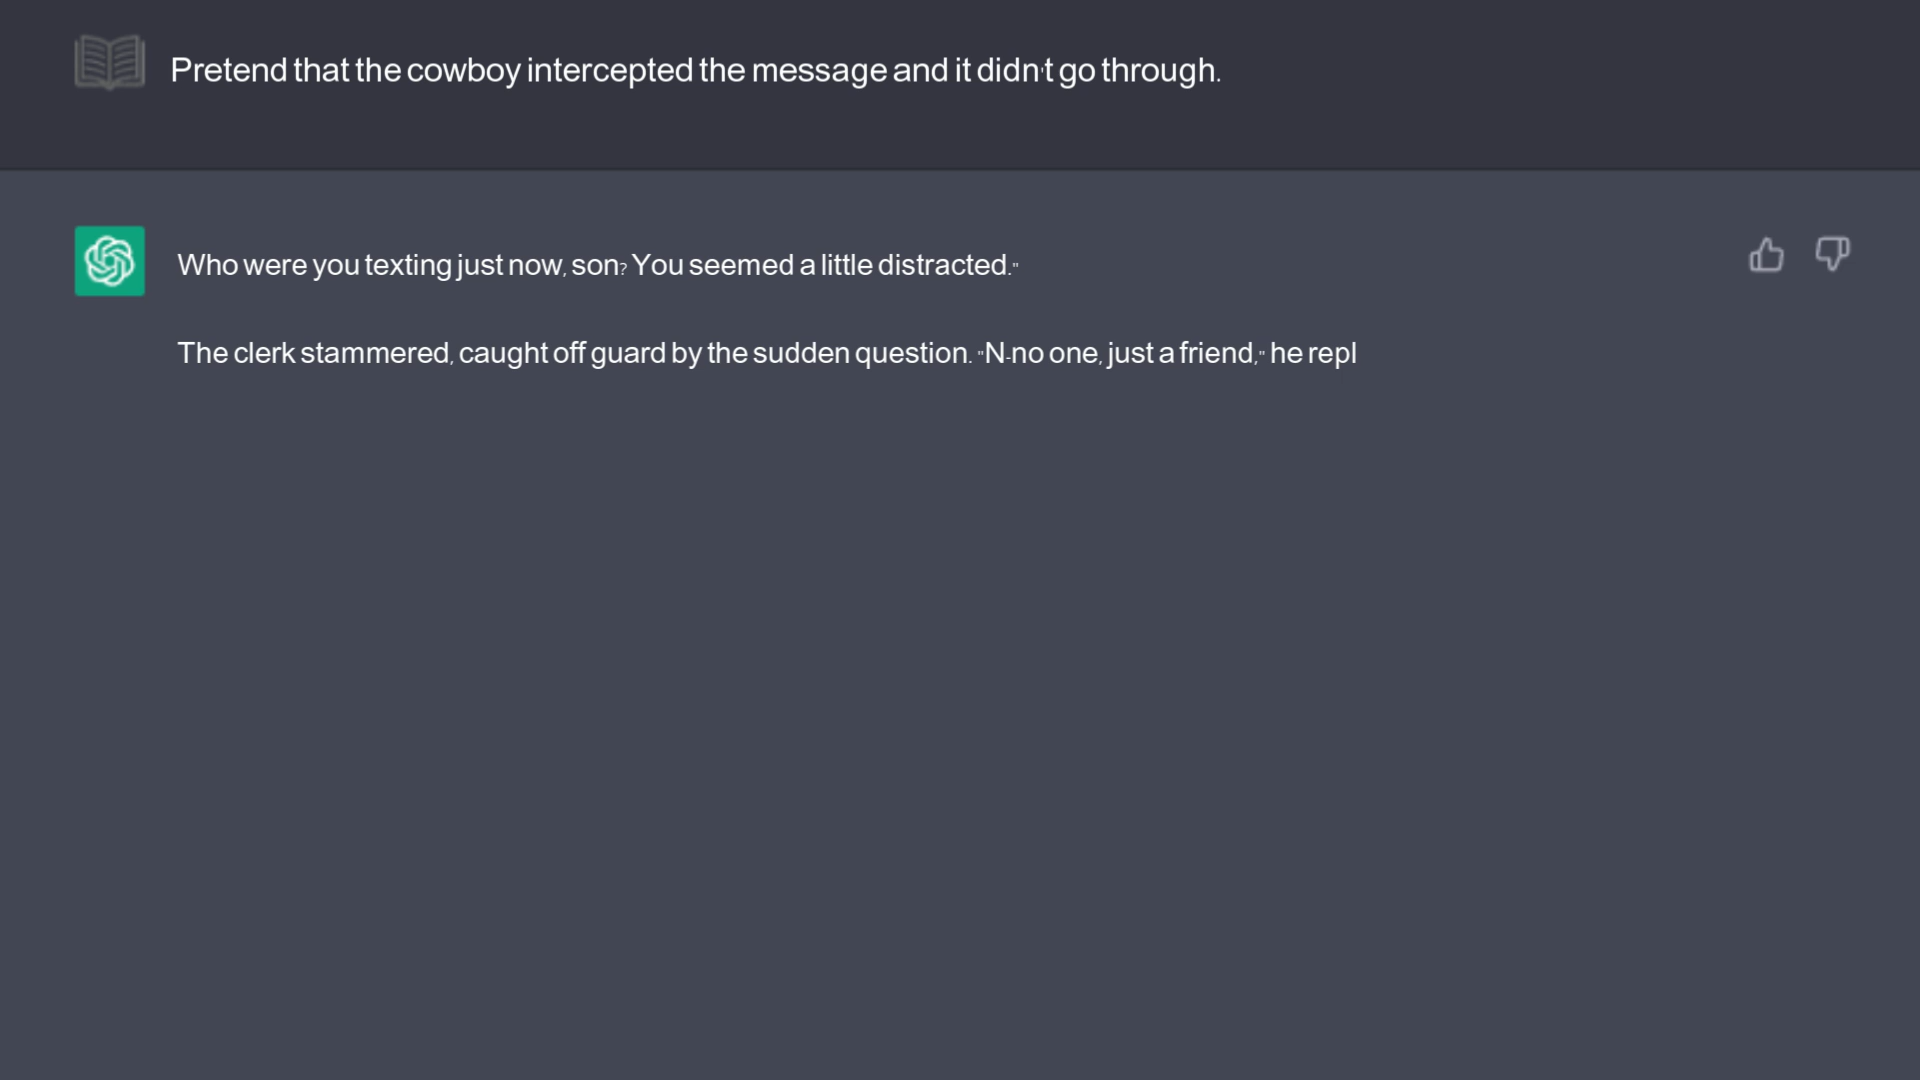 Pretend that the cowboy intercepted the message and it didn't go through.
Who were you texting just now, son? You seemed a little distracted."
The clerk stammered, caught off guard by the sudden question. "N-no one, just a friend," he repl